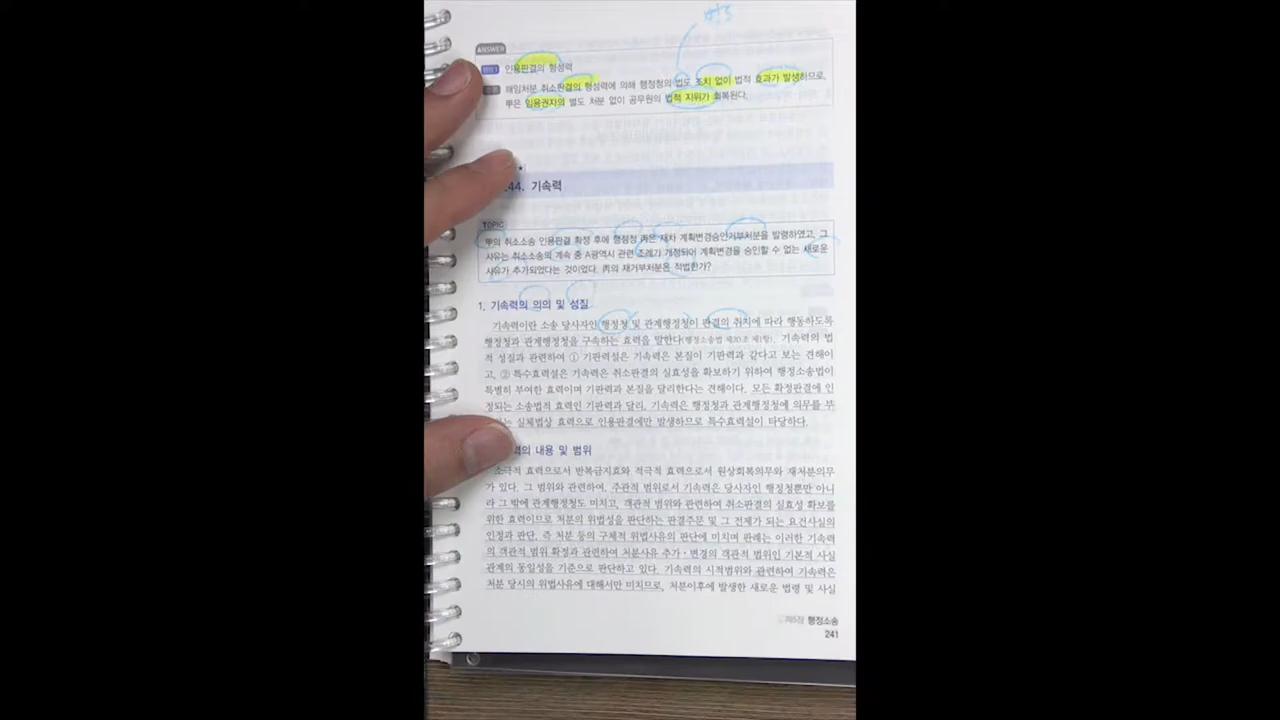 ANSWER
인용판결의 형성력
해임처분 취소판결의 형성력에 의해 행정청의 별도 조치 없이 법적 효과가 발생하므로,
甲은 임용권자의 별도 처분 없이 공무원의 법적 지위가 회복된다.
44. 기속력
TOPIC
甲의 취소소송 인용판결 확정 후에 행정청 丙은 재차 계획변경승인거부처분을 발령하였고, 그
사유는 취소소송의 계속 중 A광역시 관련 조례가 개정되어 계획변경을 승인할 수 없는 새로운
사유가 추가되었다는 것이었다. 丙의 재거부처분은 적법한가?
1. 기속력의 의의 및 성질
기속력이란 소송 당사자인 행정청 및 관계행정청이 판결의 취지에 따라 행동하도록
행정청과 관계행정청을 구속하는 효력을 말한다(행정소송법 제30조 제1항). 기속력의 법
적 성질과 관련하여 ① 기판력설은 기속력은 본질이 기판력과 같다고 보는 견해이
고, ② 특수효력설은 기속력은 취소판결의 실효성을 확보하기 위하여 행정소송법이
특별히 부여한 효력이며 기판력과 본질을 달리한다는 견해이다. 모든 확정판결에 인
정되는 소송법적 효력인 기판력과 달리, 기속력은 행정청과 관계행정청에 의무를 부
는 실체법상 효력으로 인용판결에만 발생하므로 특수효력설이 타당하다.
력의 내용 및 범위
소극적 효력으로서 반복금지효와 적극적 효력으로서 원상회복의무와 재처분의무
가 있다. 그 범위와 관련하여, 주관적 범위로서 기속력은 당사자인 행정청뿐만 아니
라 그 밖에 관계행정청도 미치고, 객관적 범위와 관련하여 취소판결의 실효성 확보를
위한 효력이므로 처분의 위법성을 판단하는 판결주문 및 그 전제가 되는 요건사실의
인정과 판단, 즉 처분 등의 구체적 위법사유의 판단에 미치며 판례는 이러한 기속력
의 객관적 범위 확정과 관련하여 처분사유 추가·변경의 객관적 범위인 기본적 사실
관계의 동일성을 기준으로 판단하고 있다. 기속력의 시적범위와 관련하여 기속력은
처분 당시의 위법사유에 대해서만 미치므로, 처분이후에 발생한 새로운 법령 및 사실
제5장 행정소송
241